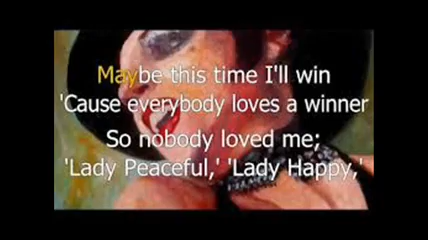 Maybe this time I'll win
'Cause everybody loves a winner
So nobody loved me;
'Lady Peaceful,' 'Lady Happy,'